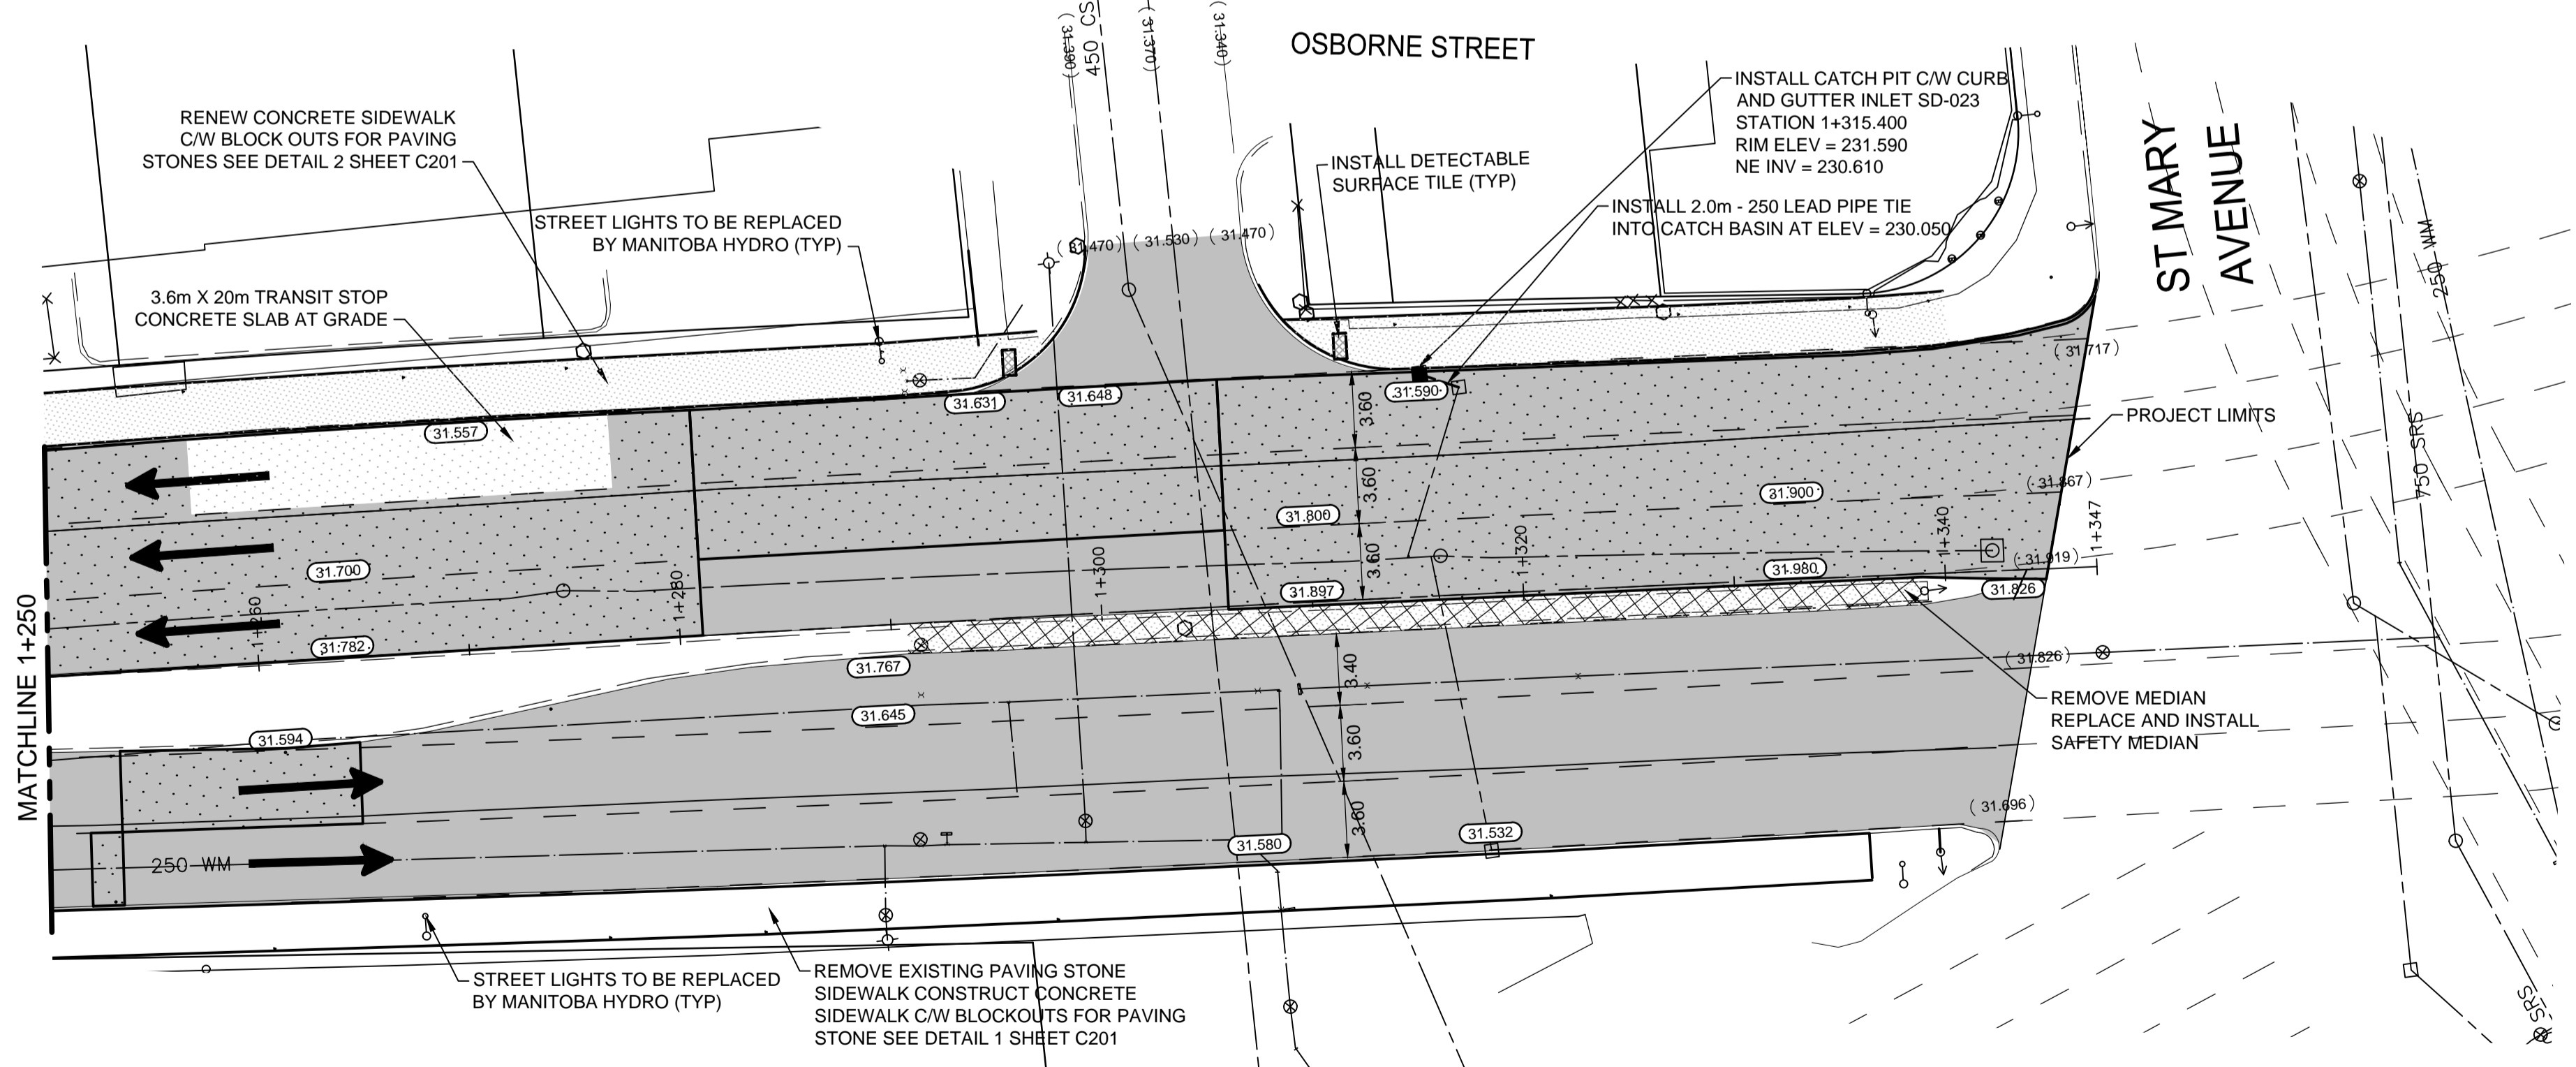 OSBORNE STREET
(31.390)
450 CS
(31.370)
(31.340)
RENEW CONCRETE SIDEWALK
C/W BLOCK OUTS FOR PAVING
STONES SEE DETAIL 2 SHEET C201
INSTALL CATCH PIT C/W CURB
AND GUTTER INLET SD-023
STATION 1+315.400
RIM ELEV = 231.590
NE INV = 230.610
INSTALL DETECTABLE
SURFACE TILE (TYP)
INSTALL 2.0m - 250 LEAD PIPE TIE
INTO CATCH BASIN AT ELEV = 230.050
ST MARY
AVENUE
STREET LIGHTS TO BE REPLACED
BY MANITOBA HYDRO (TYP)
(31.470) (31.530) (31.470)
3.6m X 20m TRANSIT STOP
CONCRETE SLAB AT GRADE
250 WM
750 SRS
SRS
(31.717)
PROJECT LIMITS
31.557
31.631
31.648
31.590
3.60
3.60
3.60
31.900
31.800
(31.867)
1+347
1+340
1+320
1+300
1+280
1+260
31.700
31.782
31.897
31.980
(31.919)
31.826
MATCHLINE 1+250
31.767
31.645
31.594
3.40
3.60
3.60
(31.826)
REMOVE MEDIAN
REPLACE AND INSTALL
SAFETY MEDIAN
(31.696)
31.580
31.532
250 WM
STREET LIGHTS TO BE REPLACED
BY MANITOBA HYDRO (TYP)
REMOVE EXISTING PAVING STONE
SIDEWALK CONSTRUCT CONCRETE
SIDEWALK C/W BLOCKOUTS FOR PAVING
STONE SEE DETAIL 1 SHEET C201